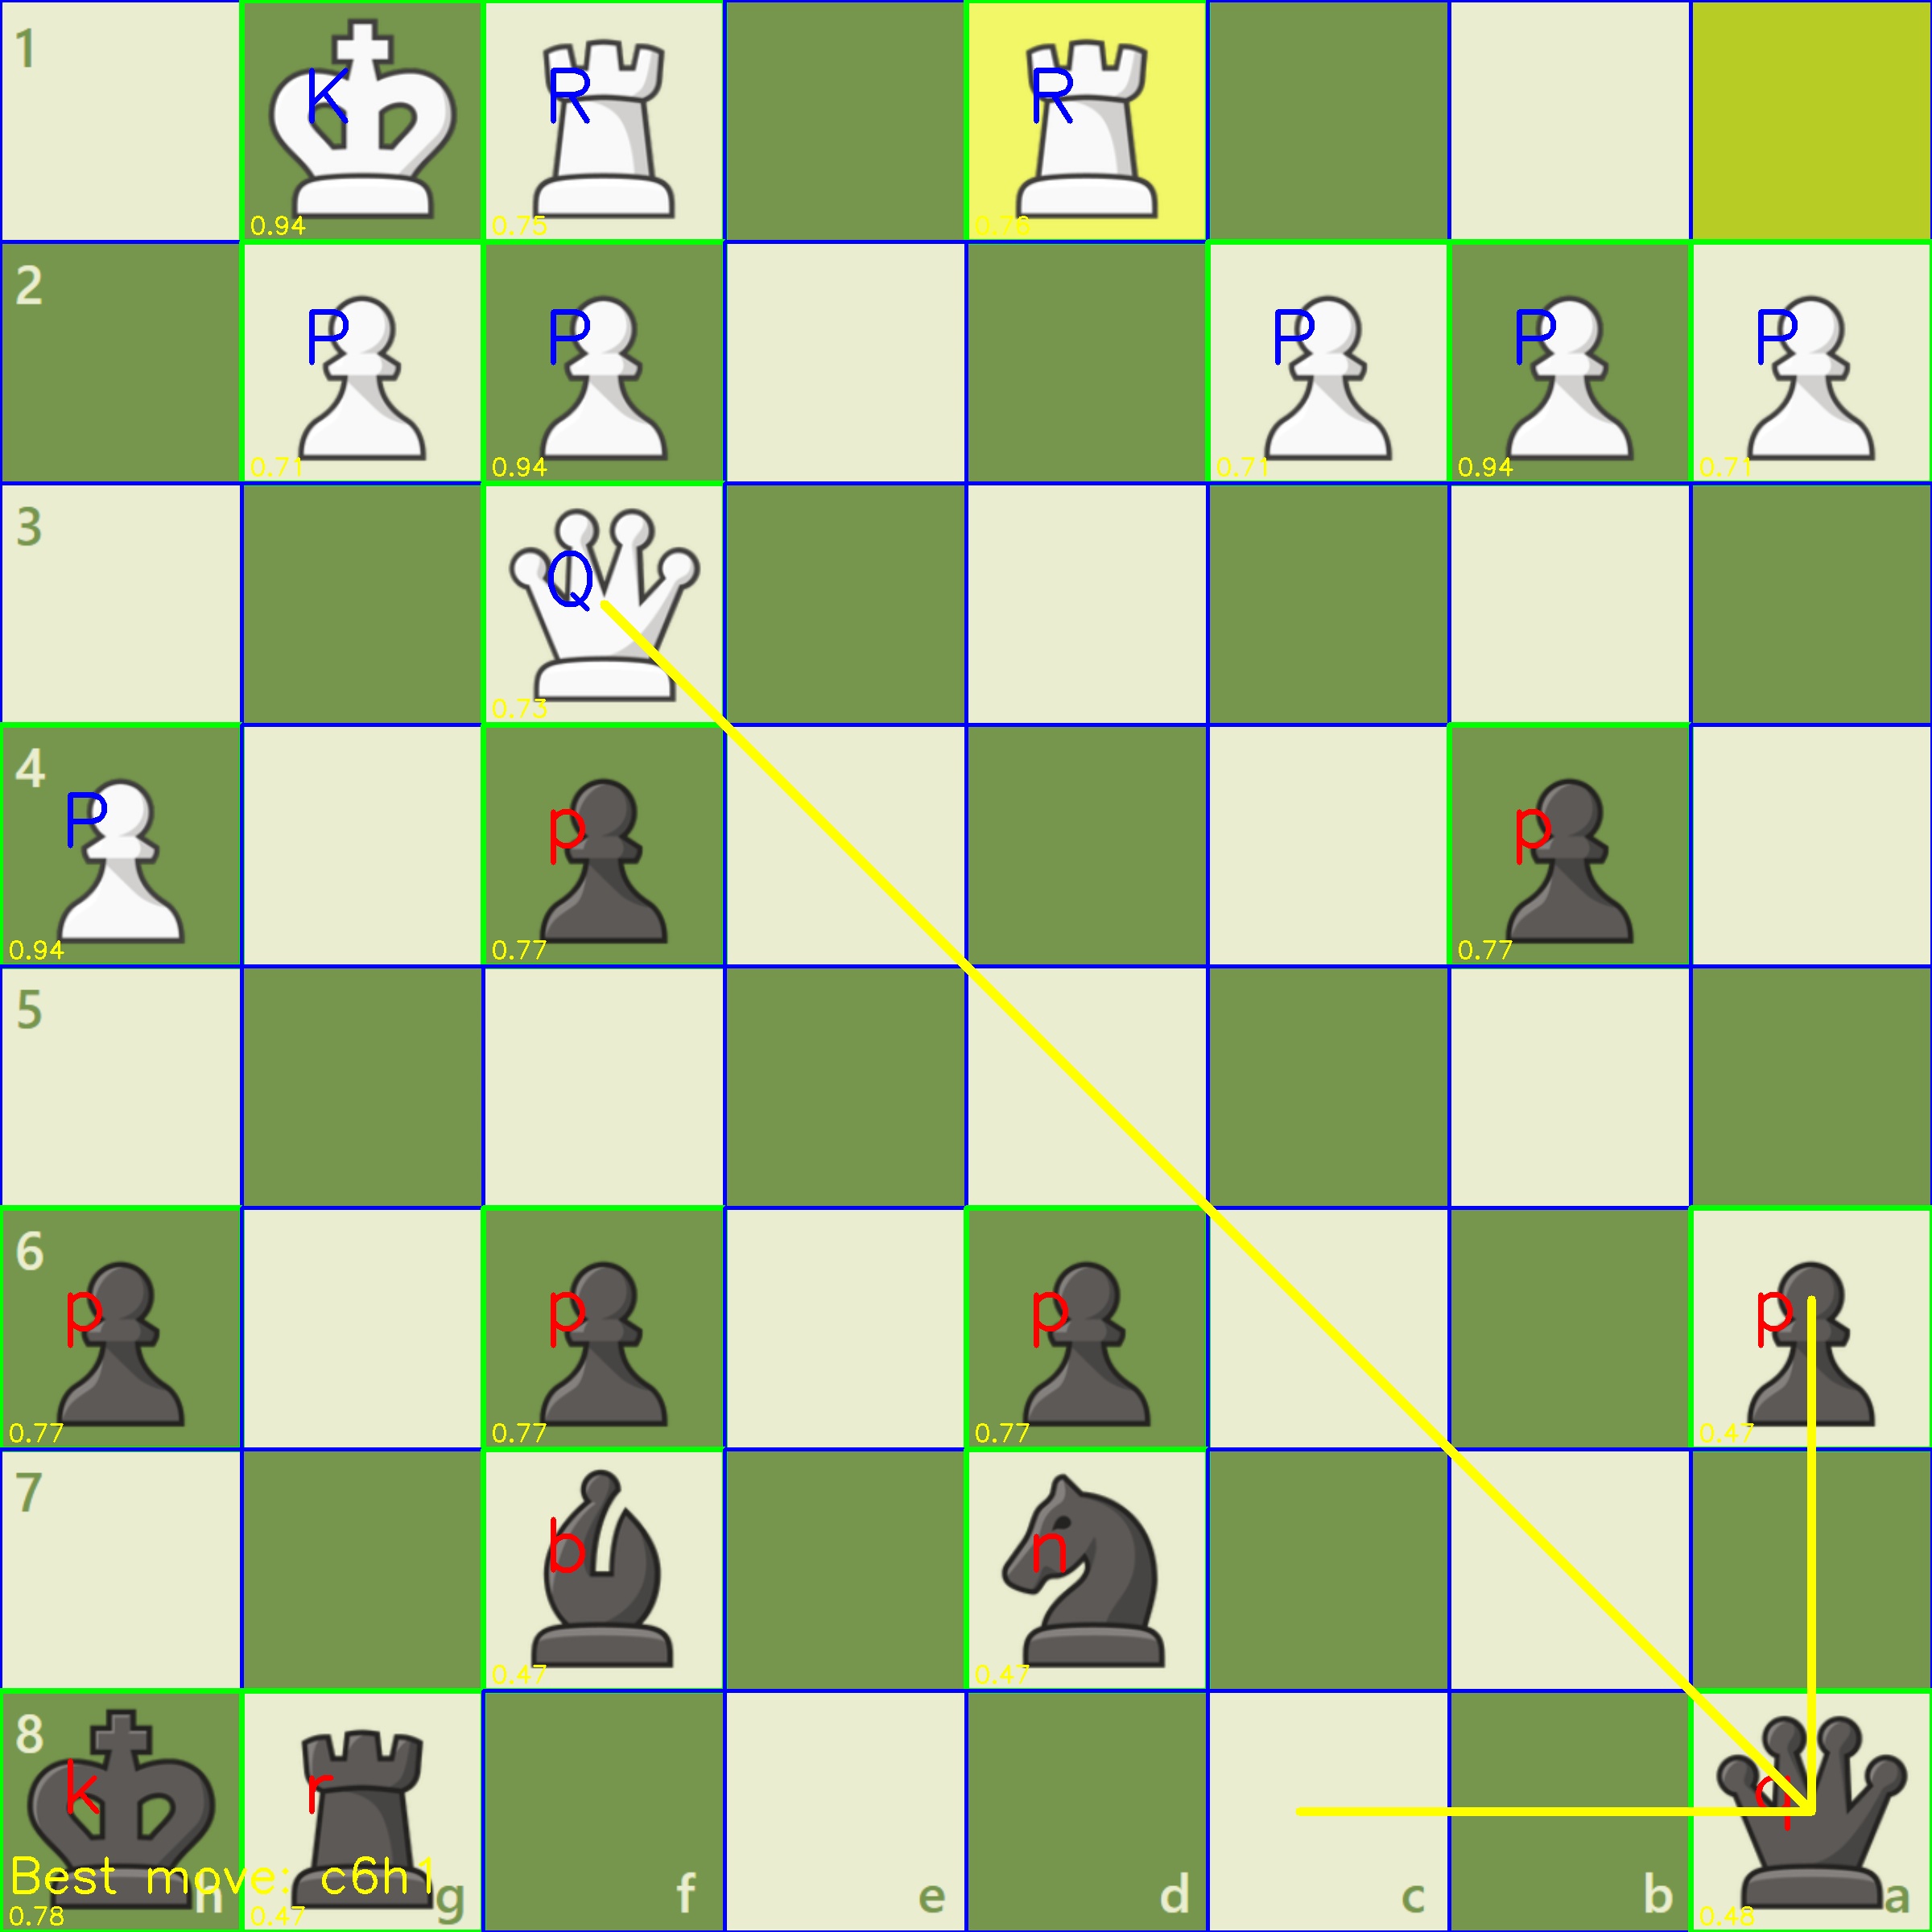 1 K R R
0.94 0.75 0.76
2 P P P P P
0.71 0.94 0.71 0.94 0.71
3 Q
0.73
4 P p p
0.94 0.77 0.77
5
6 p p p p
0.77 0.77 0.77 0.47
7 b n
0.47 0.47
8 k r q
Best move: c6h1
h g f e d c b a
0.78 0.47 0.48